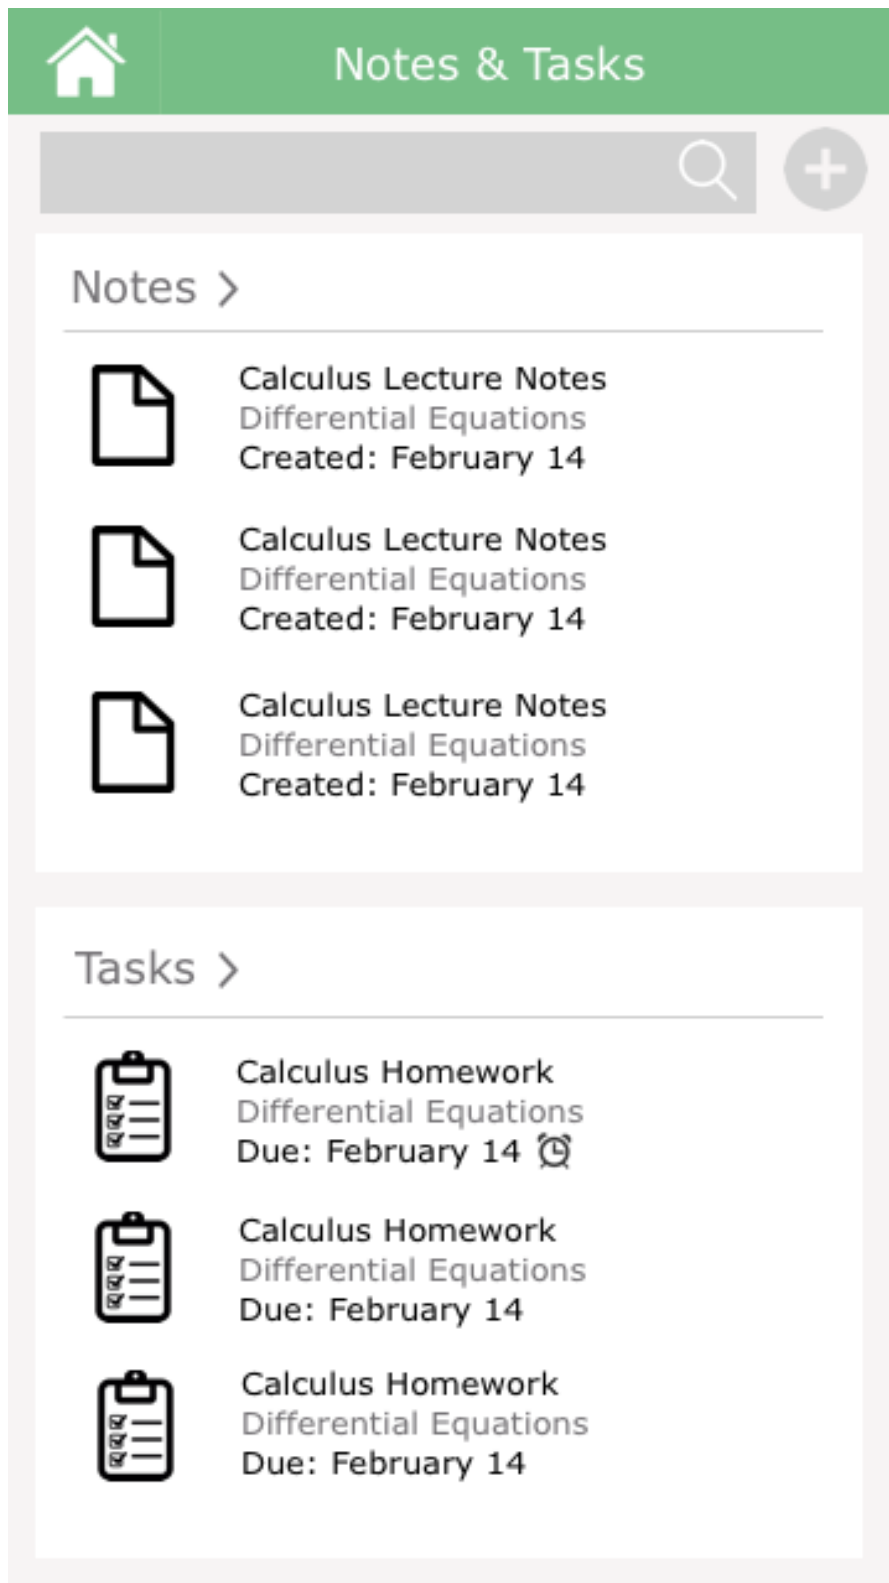 Notes & Tasks
Notes >
Calculus Lecture Notes
Differential Equations
Created: February 14
Calculus Lecture Notes
Differential Equations
Created: February 14
Calculus Lecture Notes
Differential Equations
Created: February 14
Tasks >
Calculus Homework
Differential Equations
Due: February 14
Calculus Homework
Differential Equations
Due: February 14
Calculus Homework
Differential Equations
Due: February 14